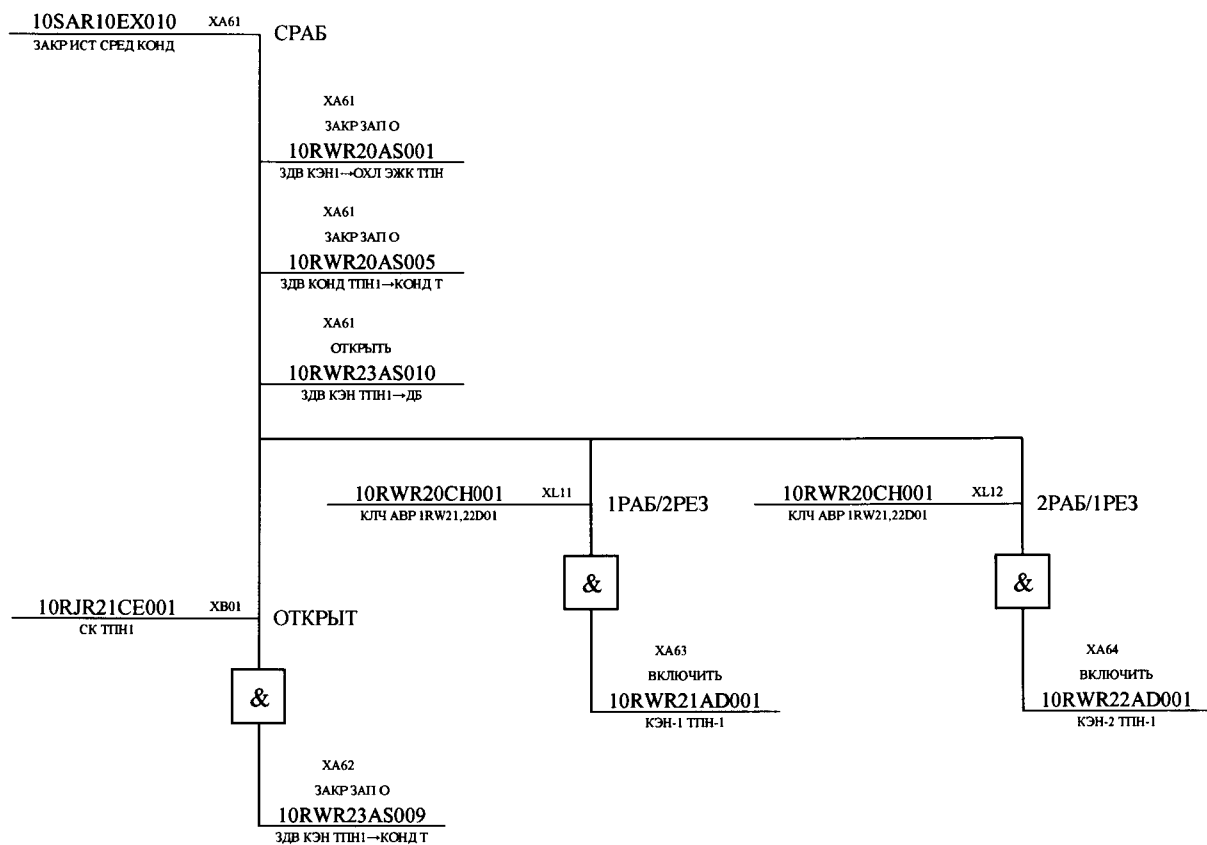 10SAR10EX010 XA61 СРАБ
ЗАКР ИСТ СРЕД КОНД
XA61
ЗАКР ЗАП О
10RWR20AS001
ЗДВ КЭН1→ОХЛ ЭЖК ТПН
XA61
ЗАКР ЗАП О
10RWR20AS005
ЗДВ КОНД ТПН1→КОНД Т
XA61
ОТКРЫТЬ
10RWR23AS010
ЗДВ КЭН ТПН1→ДБ
10RWR20CH001 XL11 1РАБ/2РЕЗ
КЛЧ АВР 1RW21,22D01
10RWR20CH001 XL12 2РАБ/1РЕЗ
КЛЧ АВР 1RW21,22D01
&
&
10RJR21CE001 XB01 ОТКРЫТ
СК ТПН1
&
XA63
ВКЛЮЧИТЬ
10RWR21AD001
КЭН-1 ТПН-1
XA64
ВКЛЮЧИТЬ
10RWR22AD001
КЭН-2 ТПН-1
XA62
ЗАКР ЗАП О
10RWR23AS009
ЗДВ КЭН ТПН1→КОНД Т